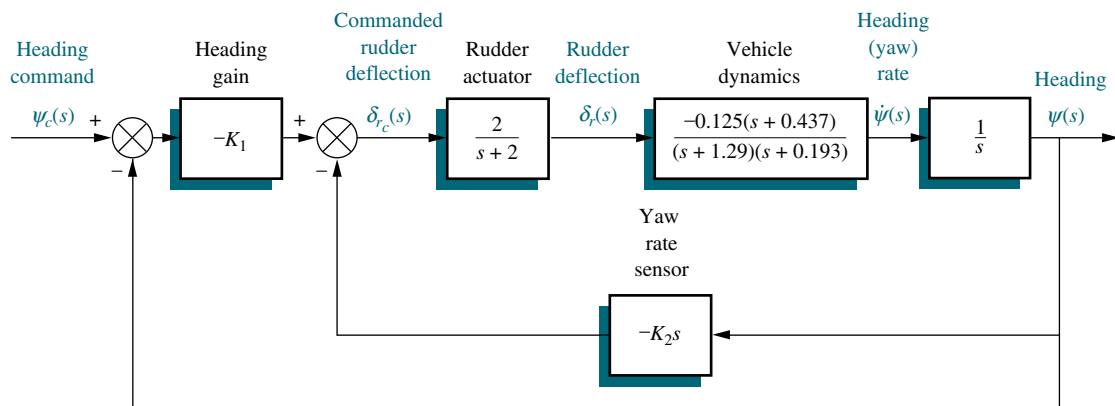 Heading
command
ψc(s)
+
−
Heading
gain
−K1
+
−
Commanded
rudder
deflection
δrc(s)
Rudder
actuator
2
s + 2
Rudder
deflection
δr(s)
Vehicle
dynamics
−0.125(s + 0.437)
(s + 1.29)(s + 0.193)
Heading
(yaw)
rate
ψ̇(s)
1
s
Heading
ψ(s)
Yaw
rate
sensor
−K2s